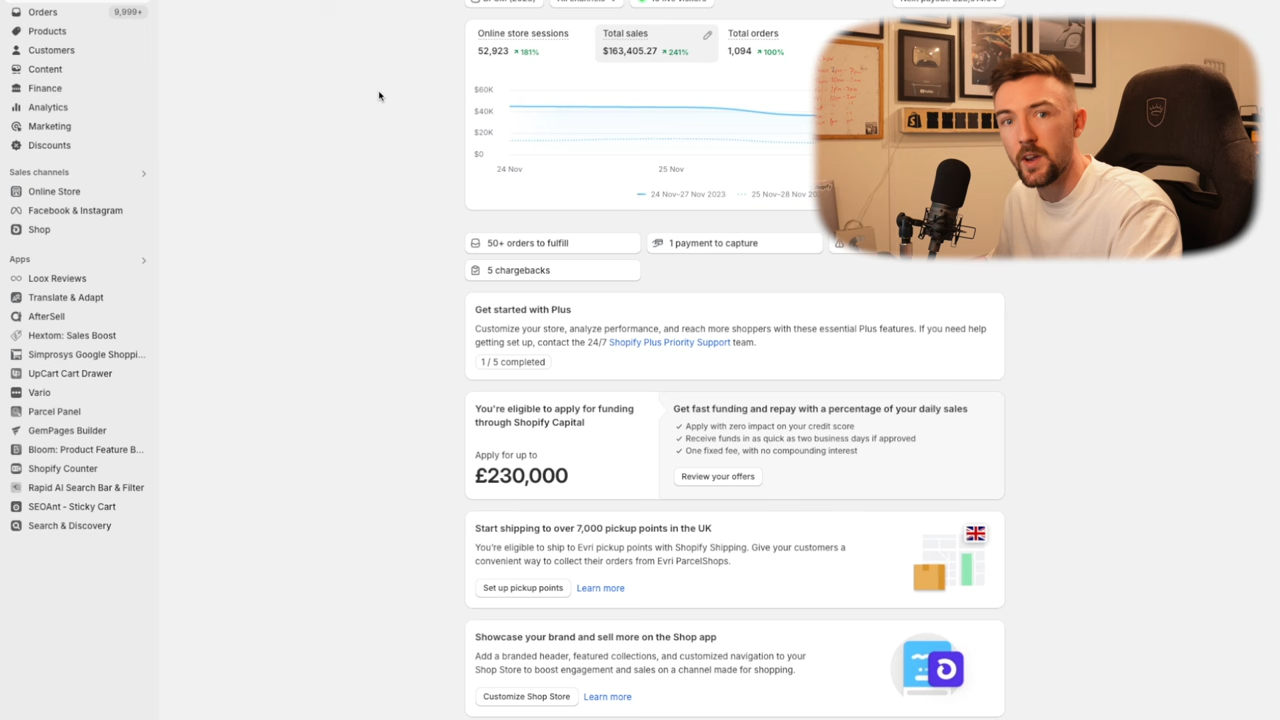 Orders 9,999+
Products
Customers
Content
Finance
Analytics
Marketing
Discounts
Sales channels
Online Store
Facebook & Instagram
Shop
Apps
Loox Reviews
Translate & Adapt
AfterSell
Hextom: Sales Boost
Simprosys Google Shoppi...
UpCart Cart Drawer
Vario
Parcel Panel
GemPages Builder
Bloom: Product Feature B...
Shopify Counter
Rapid AI Search Bar & Filter
SEOAnt - Sticky Cart
Search & Discovery
Online store sessions
52,923 181%
Total sales
$163,405.27 241%
Total orders
1,094 100%
$60K
$40K
$20K
$0
24 Nov 25 Nov
24 Nov–27 Nov 2023 25 Nov–28 Nov
50+ orders to fulfill
1 payment to capture
5 chargebacks
Get started with Plus
Customize your store, analyze performance, and reach more shoppers with these essential Plus features. If you need help
getting set up, contact the 24/7 Shopify Plus Priority Support team.
1 / 5 completed
You're eligible to apply for funding
through Shopify Capital
Apply for up to
£230,000
Get fast funding and repay with a percentage of your daily sales
Apply with zero impact on your credit score
Receive funds in as quick as two business days if approved
One fixed fee, with no compounding interest
Review your offers
Start shipping to over 7,000 pickup points in the UK
You're eligible to ship to Evri pickup points with Shopify Shipping. Give your customers a
convenient way to collect their orders from Evri ParcelShops.
Set up pickup points Learn more
Showcase your brand and sell more on the Shop app
Add a branded header, featured collections, and customized navigation to your
Shop Store to boost engagement and sales on a channel made for shopping.
Customize Shop Store Learn more